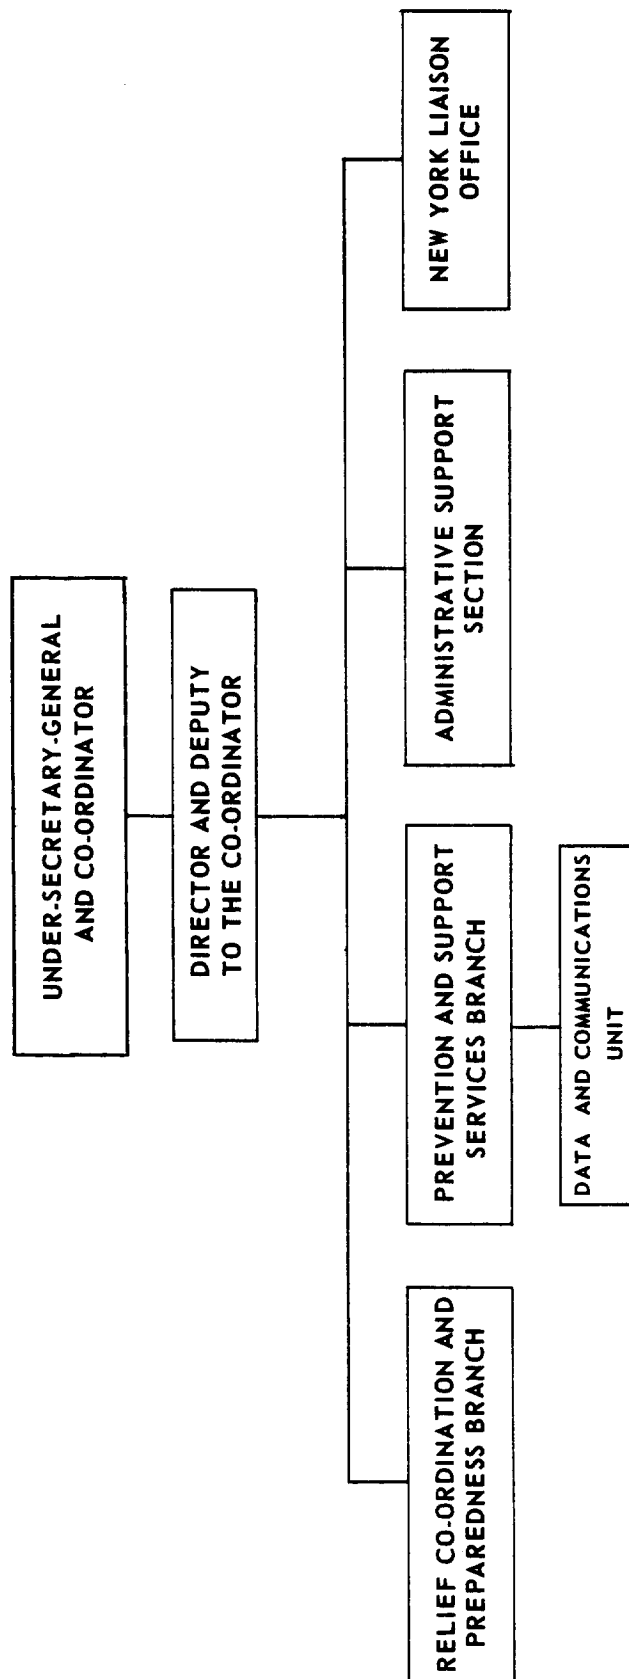 UNDER-SECRETARY-GENERAL
AND CO-ORDINATOR
DIRECTOR AND DEPUTY
TO THE CO-ORDINATOR
RELIEF CO-ORDINATION AND
PREPAREDNESS BRANCH
PREVENTION AND SUPPORT
SERVICES BRANCH
ADMINISTRATIVE SUPPORT
SECTION
NEW YORK LIAISON
OFFICE
DATA AND COMMUNICATIONS
UNIT